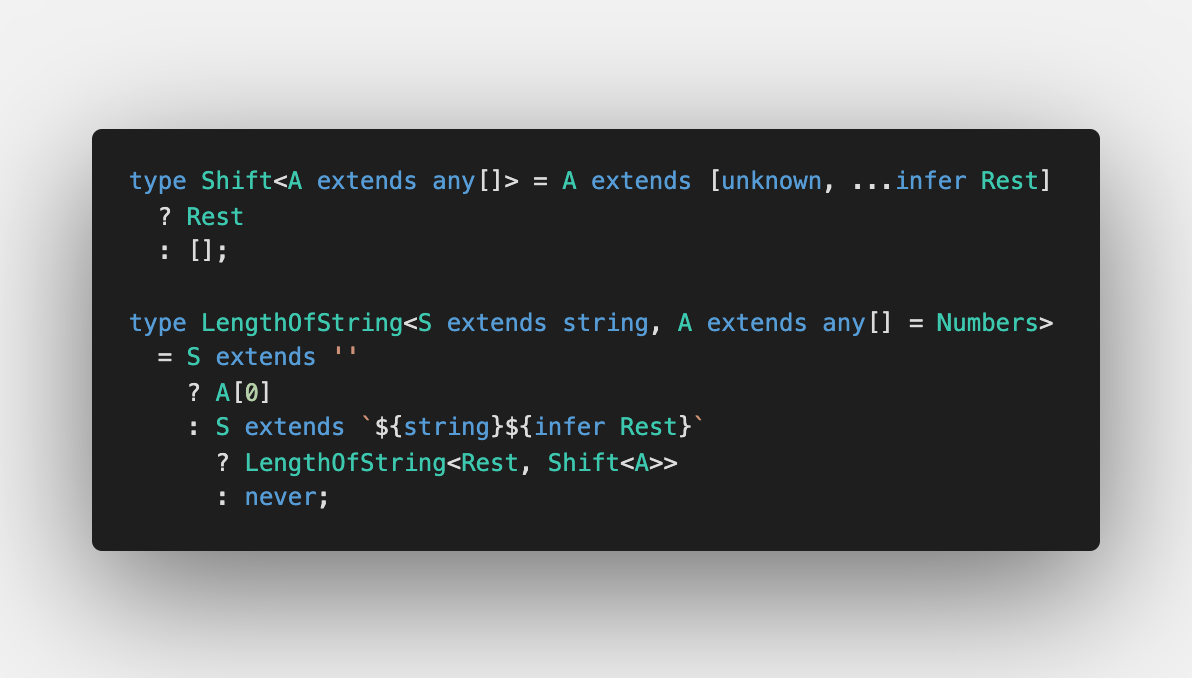 type Shift<A extends any[]> = A extends [unknown, ...infer Rest]
  ? Rest
  : [];

type LengthOfString<S extends string, A extends any[] = Numbers>
  = S extends ''
    ? A[0]
    : S extends `${string}${infer Rest}`
      ? LengthOfString<Rest, Shift<A>>
      : never;